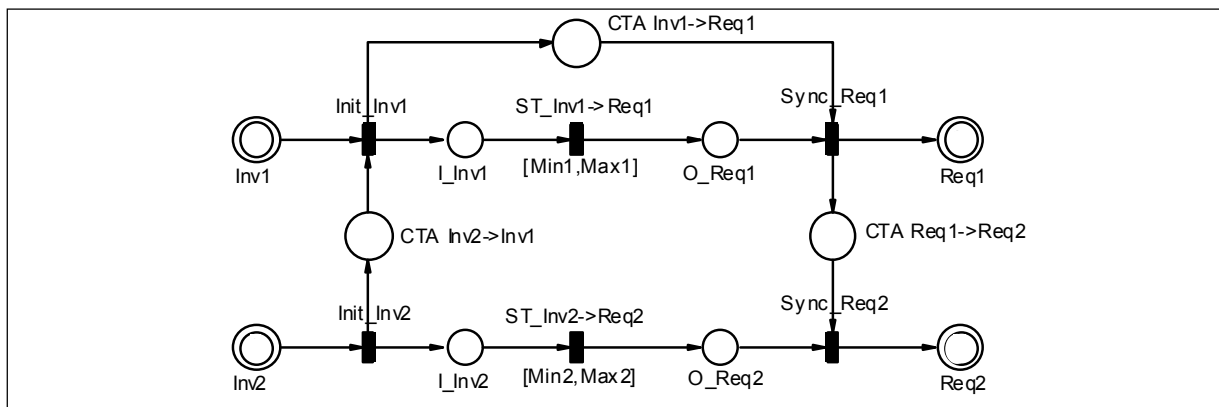 CTA Inv1->Req1
Init_Inv1
ST_Inv1->Req1
Sync_Req1
Inv1
I_Inv1
[Min1,Max1]
O_Req1
Req1
CTA Inv2->Inv1
CTA Req1->Req2
Init_Inv2
ST_Inv2->Req2
Sync_Req2
Inv2
I_Inv2
[Min2,Max2]
O_Req2
Req2